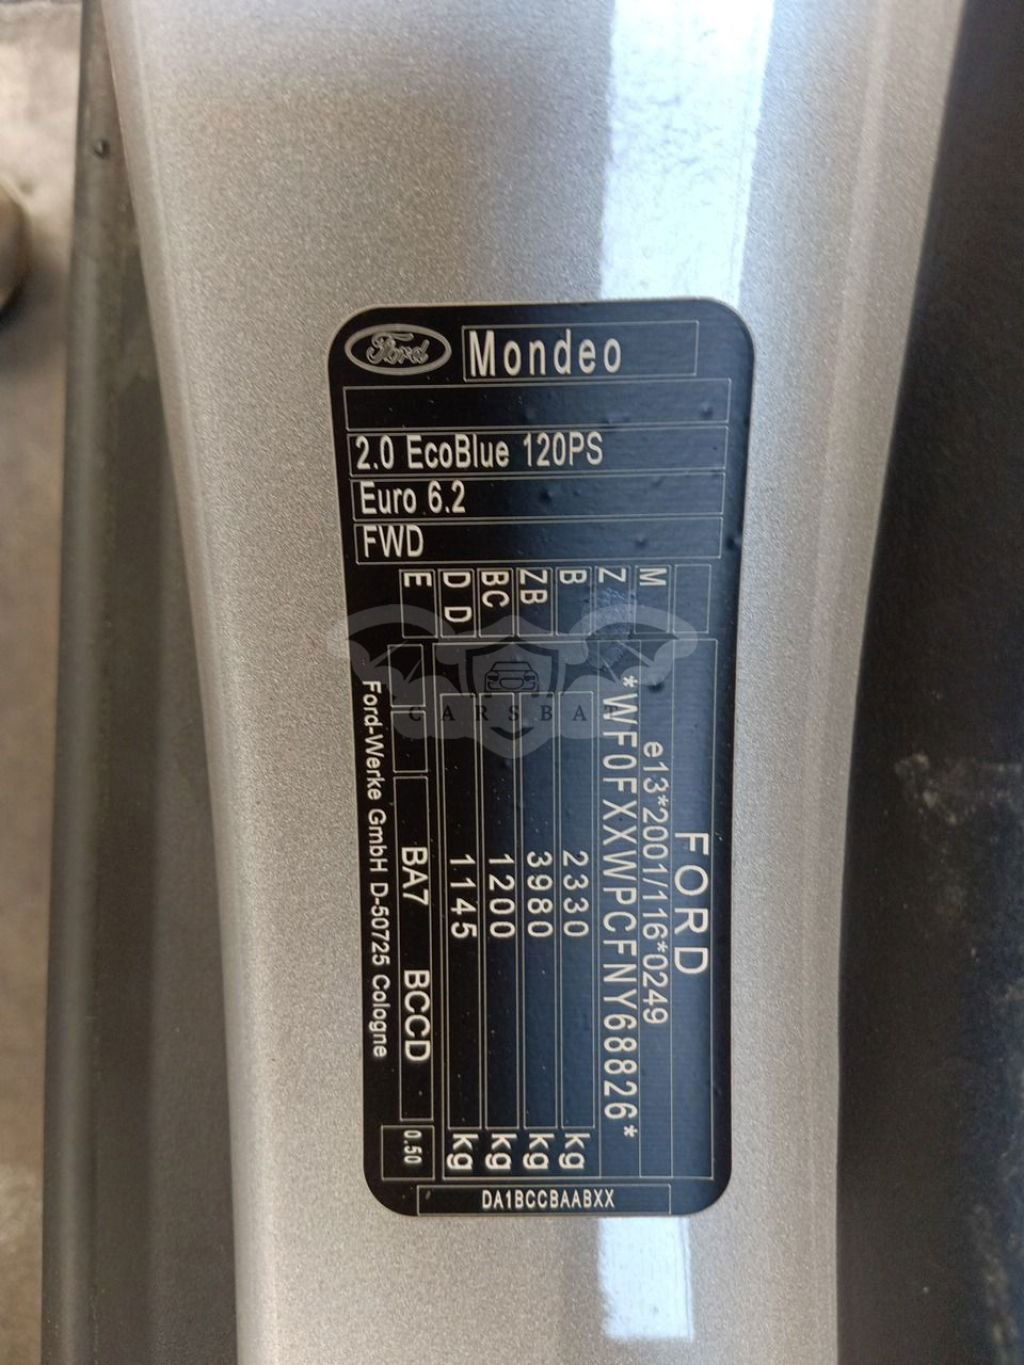 Ford
Mondeo
2.0 EcoBlue 120PS
Euro 6.2
FWD
FORD
M e13*2001/116*0249
Z *WF0FXXWPCFNY68826*
B 2330 kg
ZB 3980 kg
BC 1200 kg
D D 1145 kg
E BA7 BCCD 0.50
Ford-Werke GmbH D-50725 Cologne
DA1BCCBAABXX
CARSBAT